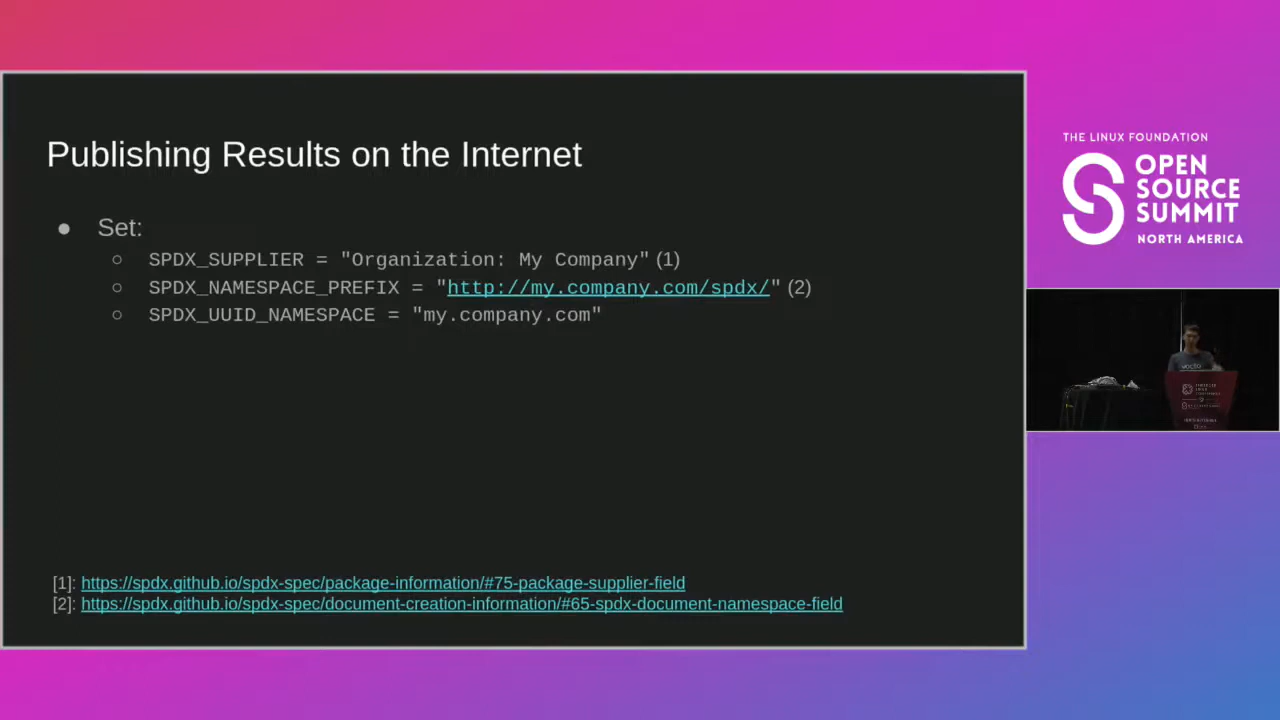 Publishing Results on the Internet
● Set:
○ SPDX_SUPPLIER = "Organization: My Company" (1)
○ SPDX_NAMESPACE_PREFIX = "http://my.company.com/spdx/" (2)
○ SPDX_UUID_NAMESPACE = "my.company.com"
[1]: https://spdx.github.io/spdx-spec/package-information/#75-package-supplier-field
[2]: https://spdx.github.io/spdx-spec/document-creation-information/#65-spdx-document-namespace-field
THE LINUX FOUNDATION
OPEN
SOURCE
SUMMIT
NORTH AMERICA